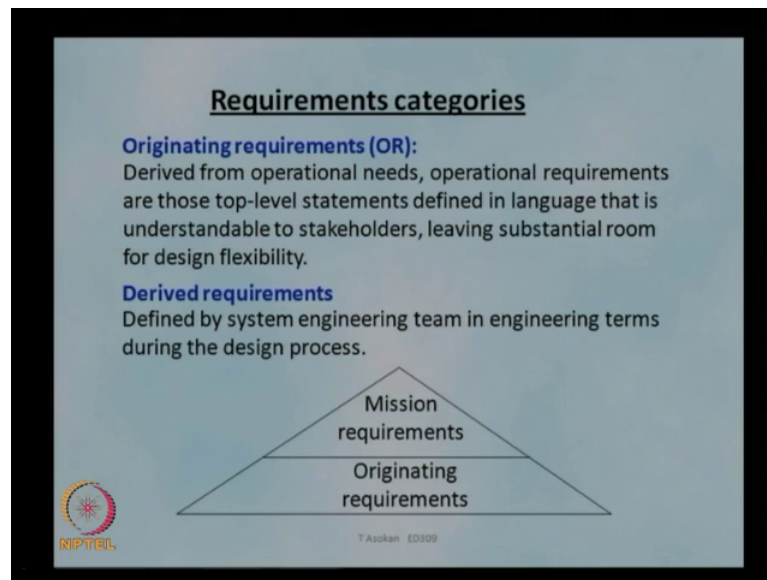 Requirements categories
Originating requirements (OR):
Derived from operational needs, operational requirements
are those top-level statements defined in language that is
understandable to stakeholders, leaving substantial room
for design flexibility.
Derived requirements
Defined by system engineering team in engineering terms
during the design process.
Mission
requirements
Originating
requirements
NPTEL
T Asokan ED309